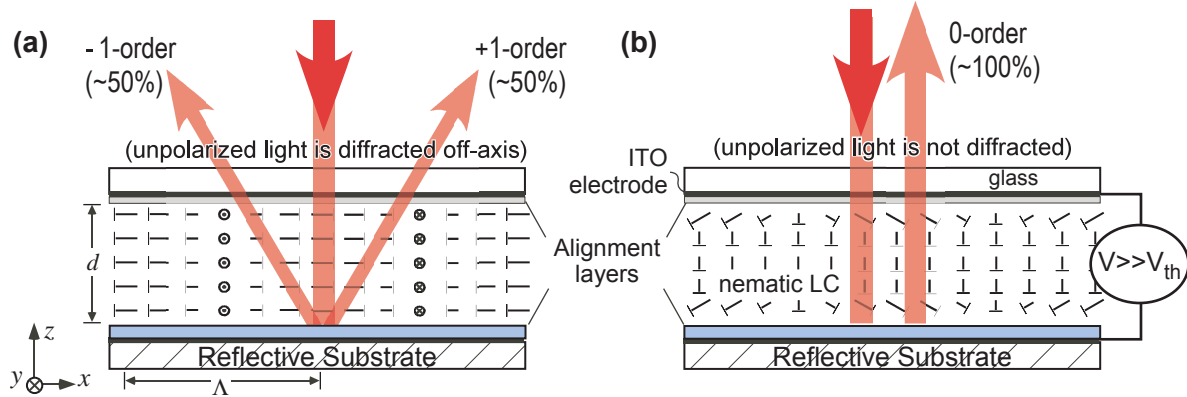 (a)
- 1-order
(~50%)
+1-order
(~50%)
(unpolarized light is diffracted off-axis)
d
z
y
x
Reflective Substrate
Λ
Alignment
layers
(b)
0-order
(~100%)
(unpolarized light is not diffracted)
ITO
electrode
glass
nematic LC
V>>Vth
Reflective Substrate